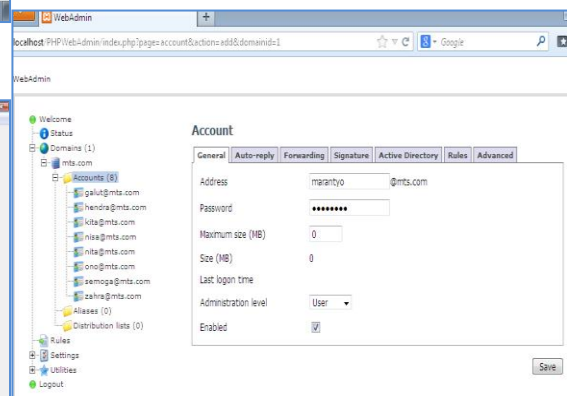 WebAdmin
+
localhost/PHPWebAdmin/index.php?page=account&action=add&domainid=1
Google
WebAdmin
Welcome
Status
Domains (1)
mts.com
Accounts (8)
galut@mts.com
hendra@mts.com
kita@mts.com
nisa@mts.com
nita@mts.com
ono@mts.com
semoga@mts.com
zahra@mts.com
Aliases (0)
Distribution lists (0)
Rules
Settings
Utilities
Logout
Account
General Auto-reply Forwarding Signature Active Directory Rules Advanced
Address marantyo @mts.com
Password ••••••••
Maximum size (MB) 0
Size (MB) 0
Last logon time
Administration level User
Enabled
Save